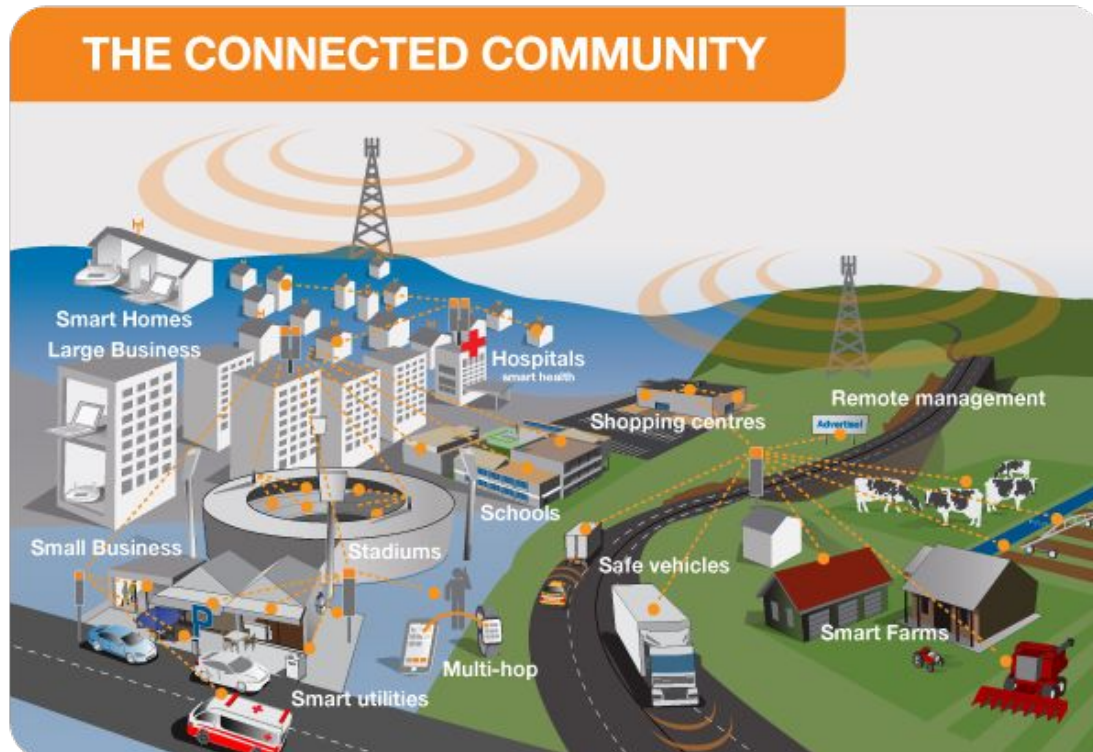 THE CONNECTED COMMUNITY
Smart Homes
Large Business
Hospitals
smart health
Shopping centres
Remote management
Advertise!
Schools
Small Business
Stadiums
Safe vehicles
P
Smart Farms
Multi-hop
Smart utilities